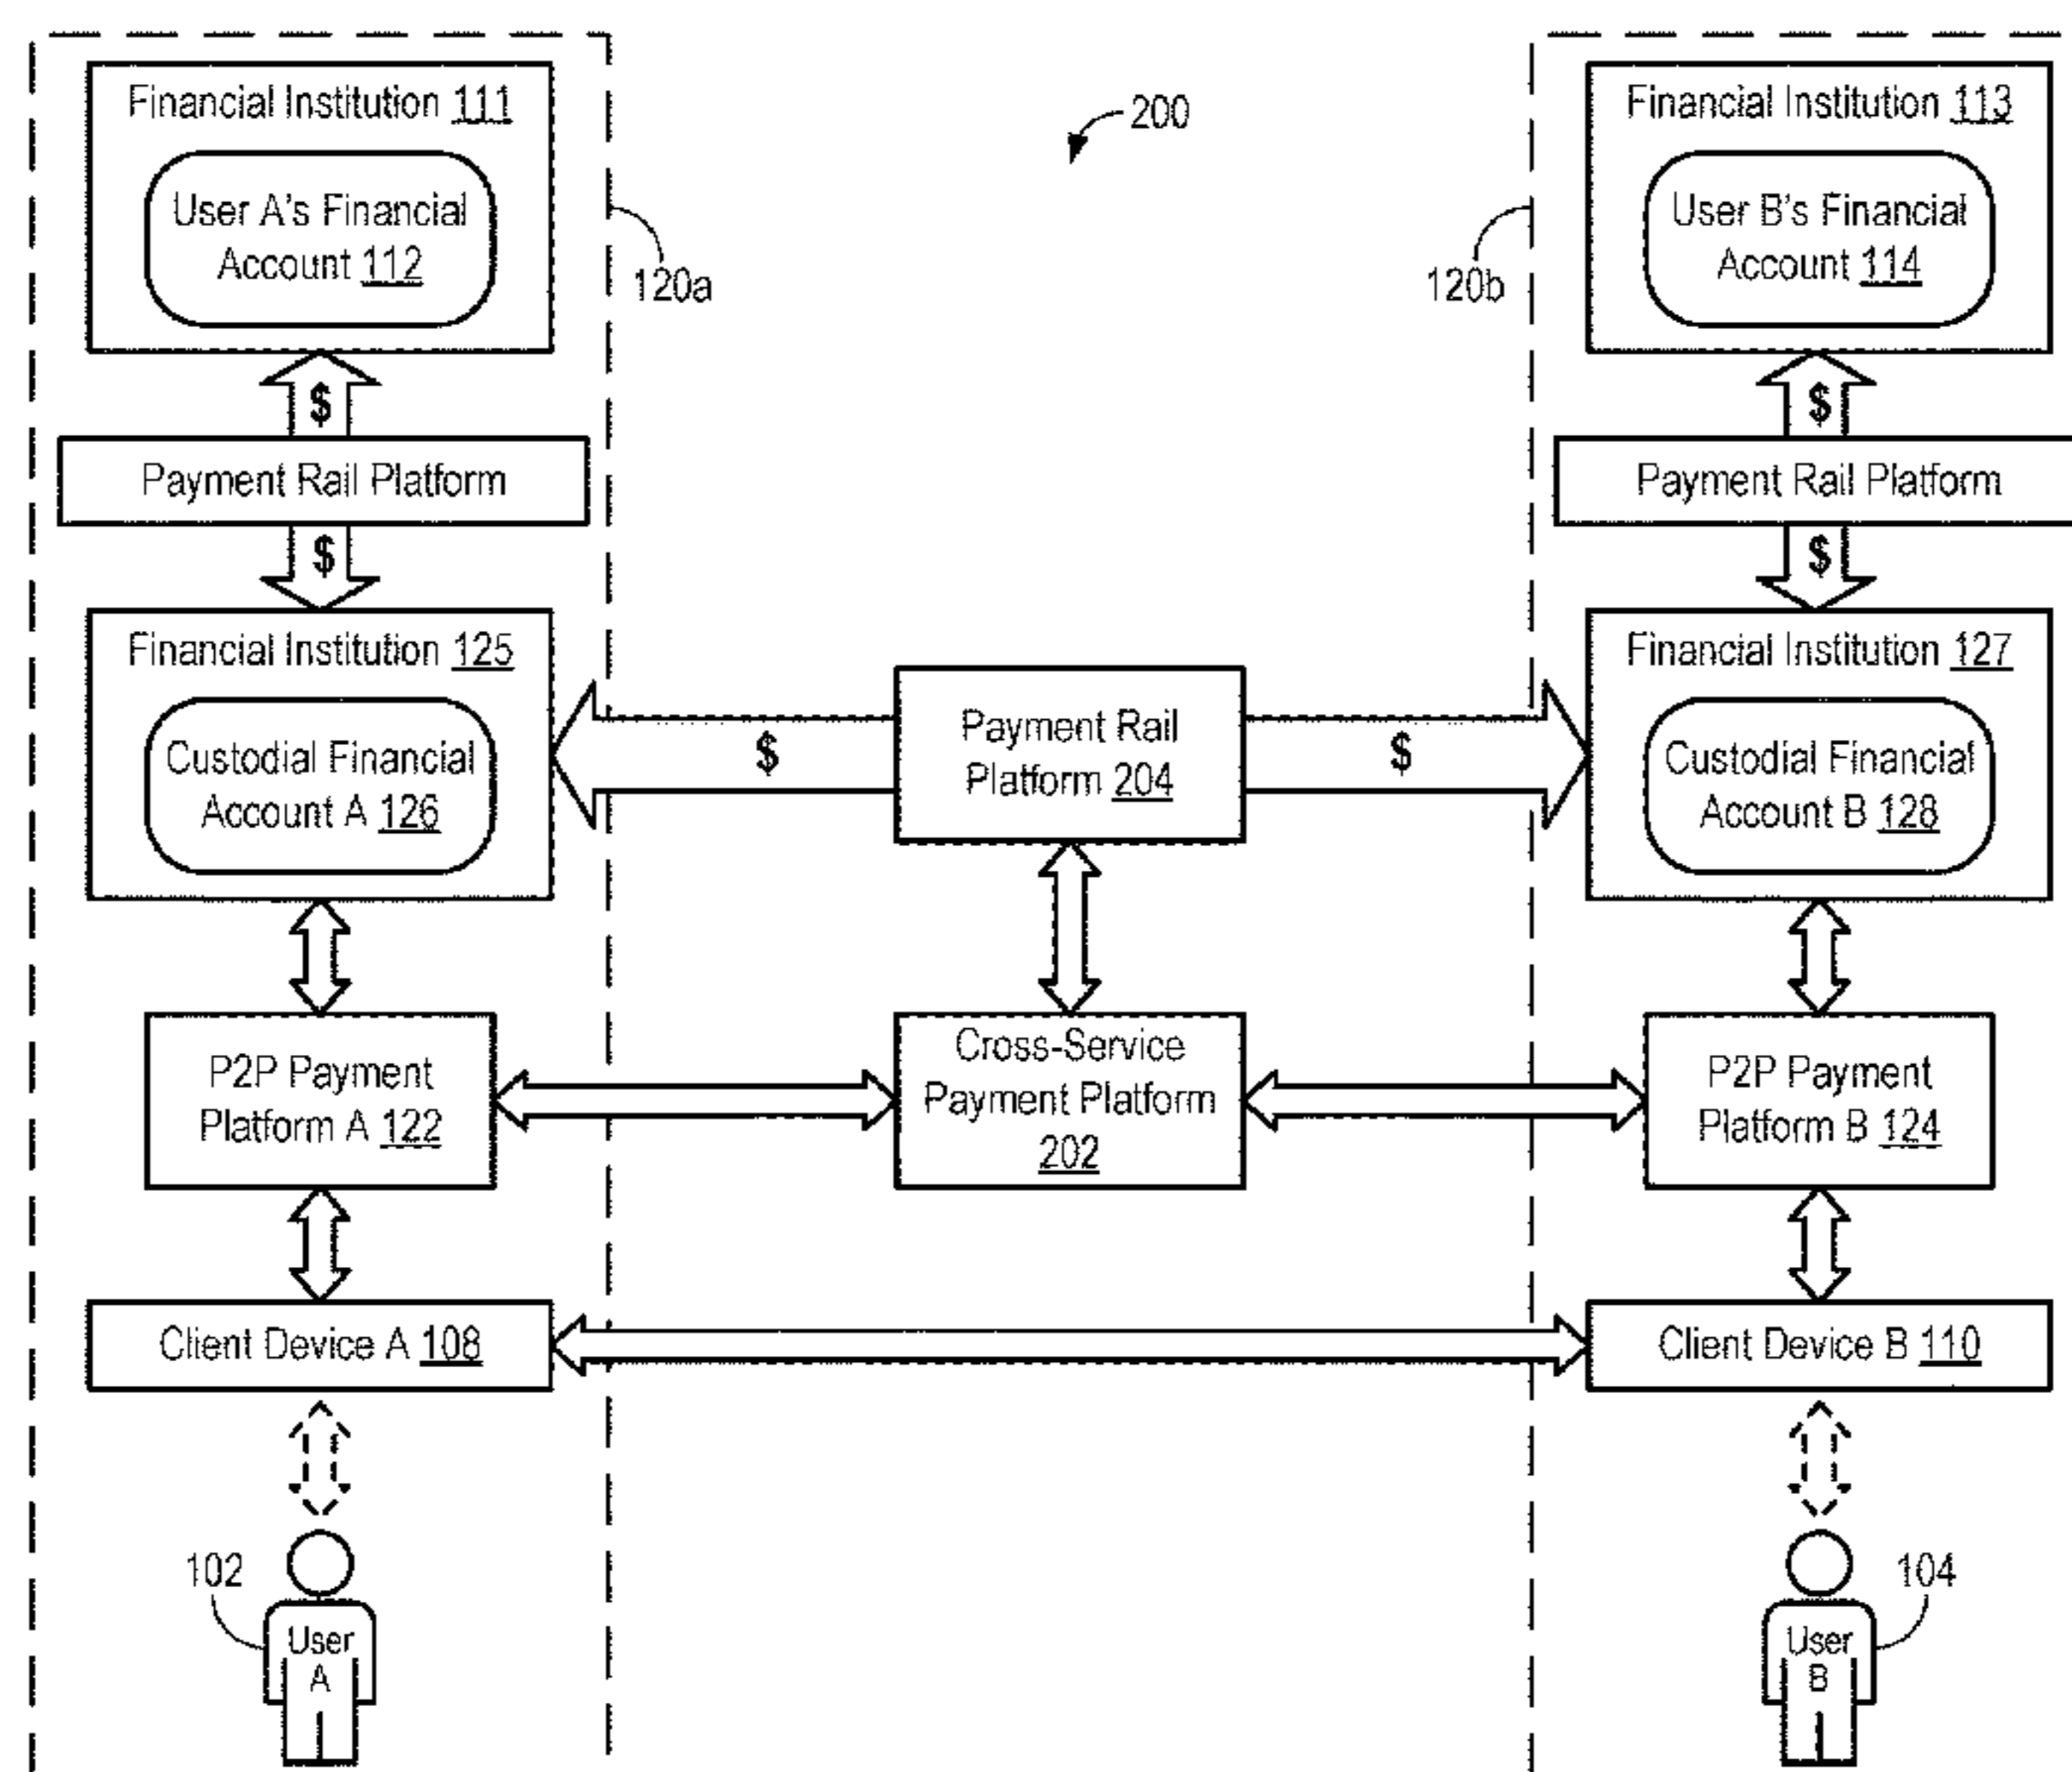 Financial Institution 111
User A's Financial
Account 112
120a
$
Payment Rail Platform
$
Financial Institution 125
Custodial Financial
Account A 126
P2P Payment
Platform A 122
Client Device A 108
102
User
A
200
$
Payment Rail
Platform 204
$
Cross-Service
Payment Platform
202
Financial Institution 113
User B's Financial
Account 114
120b
$
Payment Rail Platform
$
Financial Institution 127
Custodial Financial
Account B 128
P2P Payment
Platform B 124
Client Device B 110
104
User
B